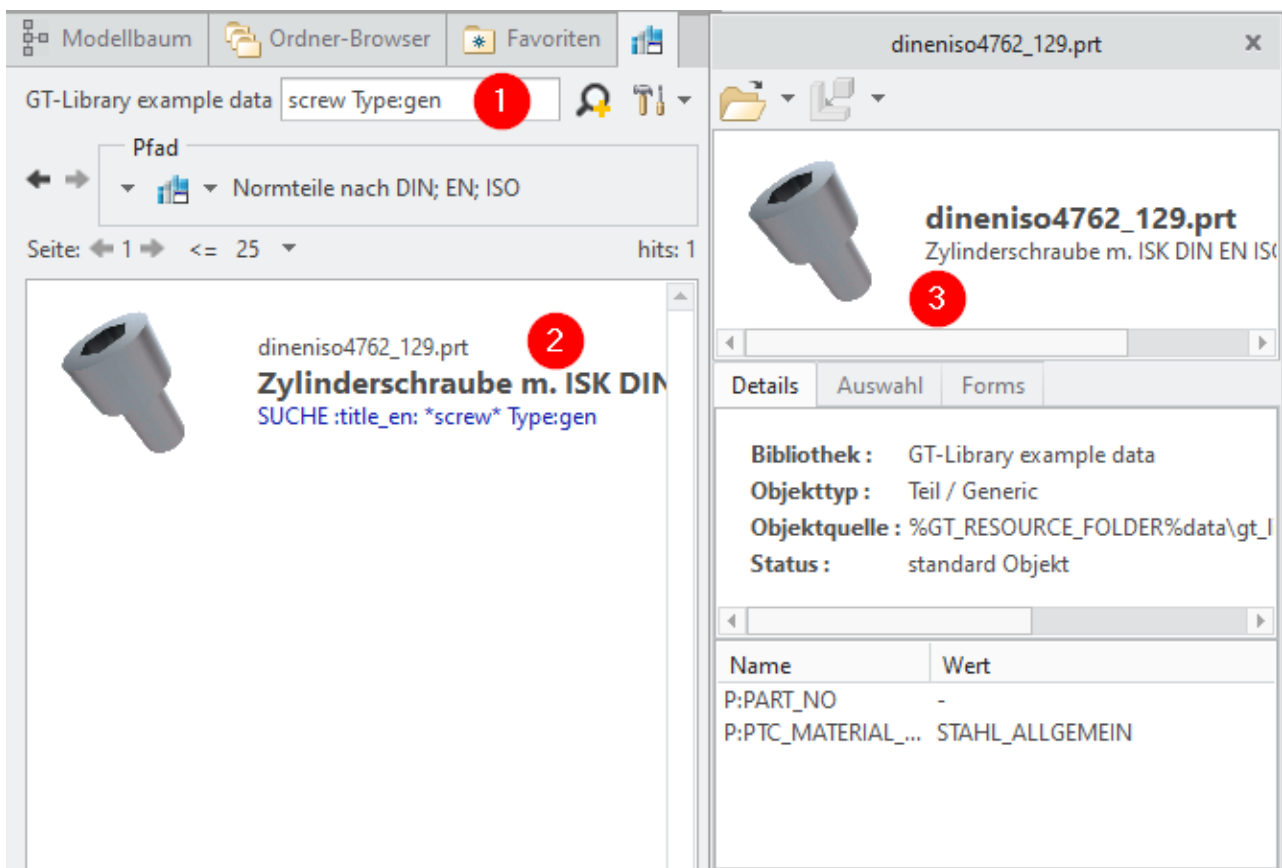 Modellbaum Ordner-Browser Favoriten
GT-Library example data screw Type:gen 1
Pfad
Normteile nach DIN; EN; ISO
Seite: 1 <= 25 hits: 1
dineniso4762_129.prt 2
Zylinderschraube m. ISK DIN
SUCHE :title_en: *screw* Type:gen
dineniso4762_129.prt x
dineniso4762_129.prt
Zylinderschraube m. ISK DIN EN IS
3
Details Auswahl Forms
Bibliothek : GT-Library example data
Objekttyp : Teil / Generic
Objektquelle : %GT_RESOURCE_FOLDER%data\gt_l
Status : standard Objekt
Name Wert
P:PART_NO -
P:PTC_MATERIAL_... STAHL_ALLGEMEIN